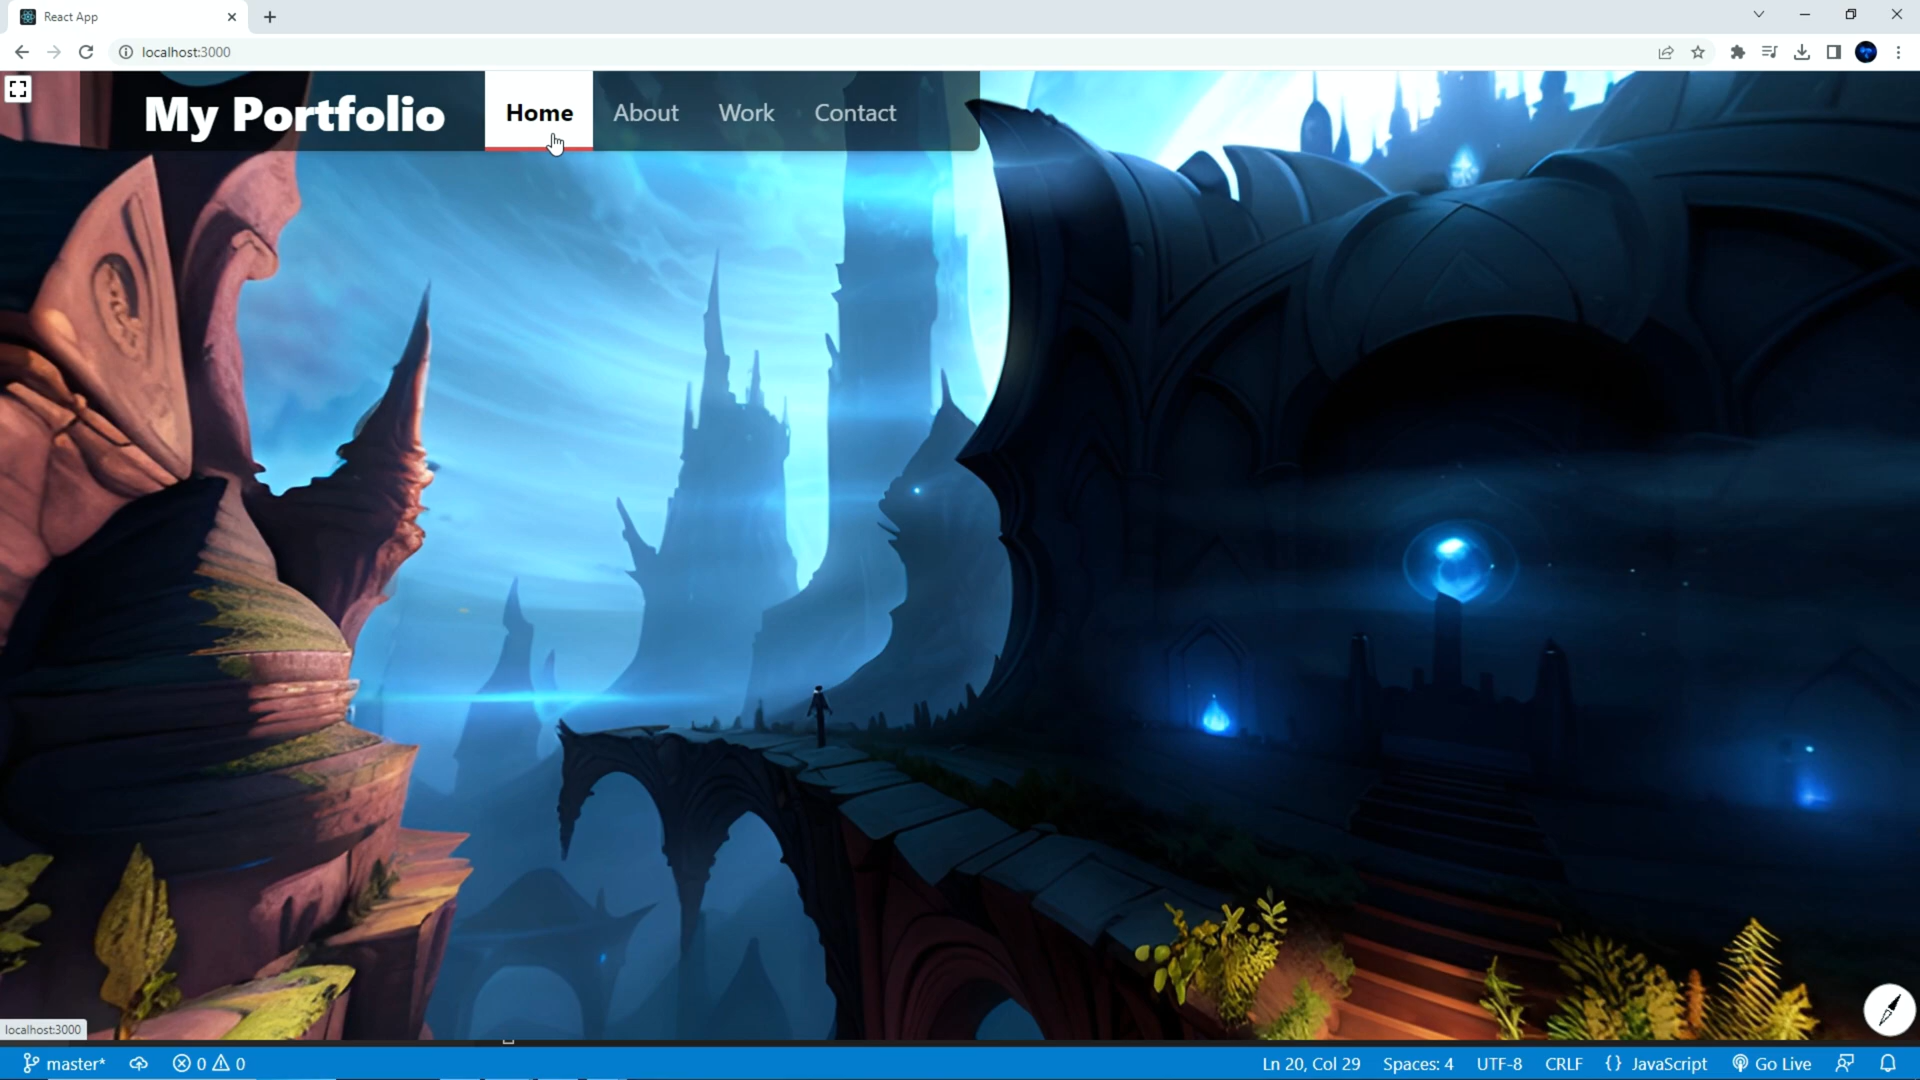 React App
localhost:3000
My Portfolio Home About Work Contact
localhost:3000
master* 0 0 Ln 20, Col 29 Spaces: 4 UTF-8 CRLF {} JavaScript Go Live